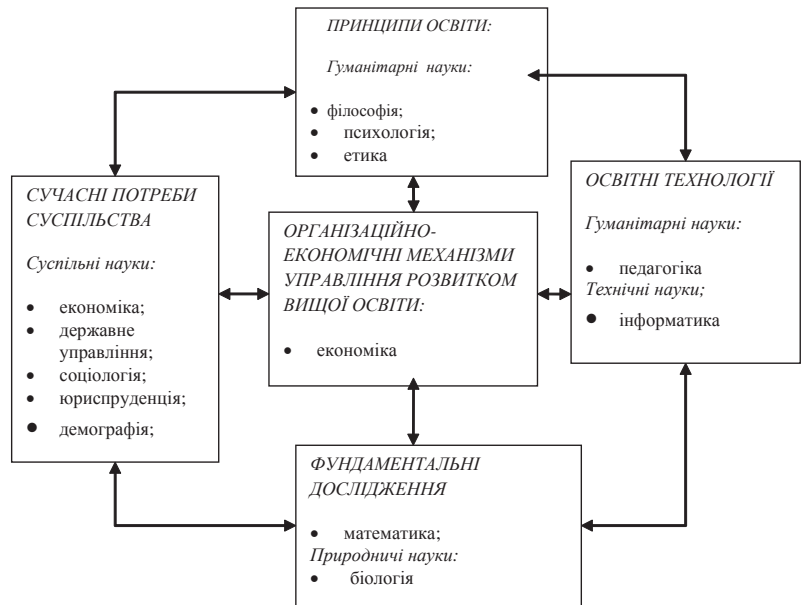 ПРИНЦИПИ ОСВІТИ:
Гуманітарні науки:
• філософія;
• психологія;
• етика
СУЧАСНІ ПОТРЕБИ
СУСПІЛЬСТВА
Суспільні науки:
• економіка;
• державне
управління;
• соціологія;
• юриспруденція;
• демографія;
ОРГАНІЗАЦІЙНО-
ЕКОНОМІЧНІ МЕХАНІЗМИ
УПРАВЛІННЯ РОЗВИТКОМ
ВИЩОЇ ОСВІТИ:
• економіка
ОСВІТНІ ТЕХНОЛОГІЇ
Гуманітарні науки:
• педагогіка
Технічні науки;
• інформатика
ФУНДАМЕНТАЛЬНІ
ДОСЛІДЖЕННЯ
• математика;
Природничі науки:
• біологія